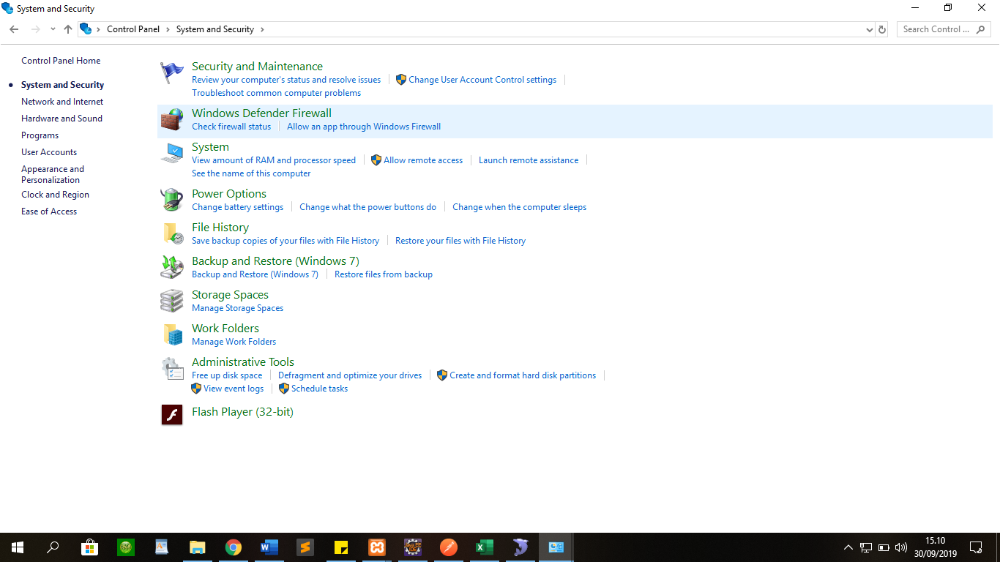 System and Security
Control Panel > System and Security >
Search Control ...
Control Panel Home
System and Security
Network and Internet
Hardware and Sound
Programs
User Accounts
Appearance and
Personalization
Clock and Region
Ease of Access
Security and Maintenance
Review your computer's status and resolve issues | Change User Account Control settings |
Troubleshoot common computer problems
Windows Defender Firewall
Check firewall status | Allow an app through Windows Firewall
System
View amount of RAM and processor speed | Allow remote access | Launch remote assistance |
See the name of this computer
Power Options
Change battery settings | Change what the power buttons do | Change when the computer sleeps
File History
Save backup copies of your files with File History | Restore your files with File History
Backup and Restore (Windows 7)
Backup and Restore (Windows 7) | Restore files from backup
Storage Spaces
Manage Storage Spaces
Work Folders
Manage Work Folders
Administrative Tools
Free up disk space | Defragment and optimize your drives | Create and format hard disk partitions |
View event logs | Schedule tasks
Flash Player (32-bit)
15.10
30/09/2019